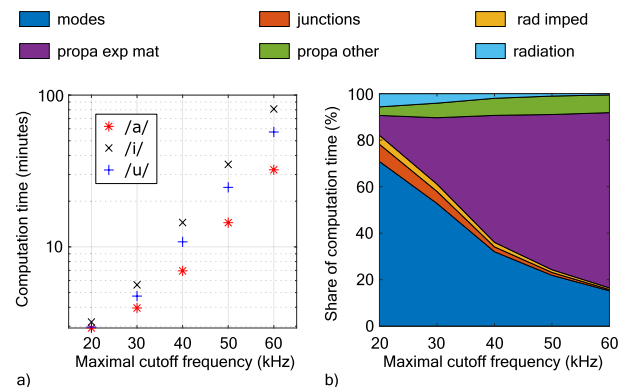 modes junctions rad imped
propa exp mat propa other radiation
100
10
20 30 40 50 60
Computation time (minutes)
Maximal cutoff frequency (kHz)
/a/
/i/
/u/
a)
100
80
60
40
20
0
20 30 40 50 60
Share of computation time (%)
Maximal cutoff frequency (kHz)
b)